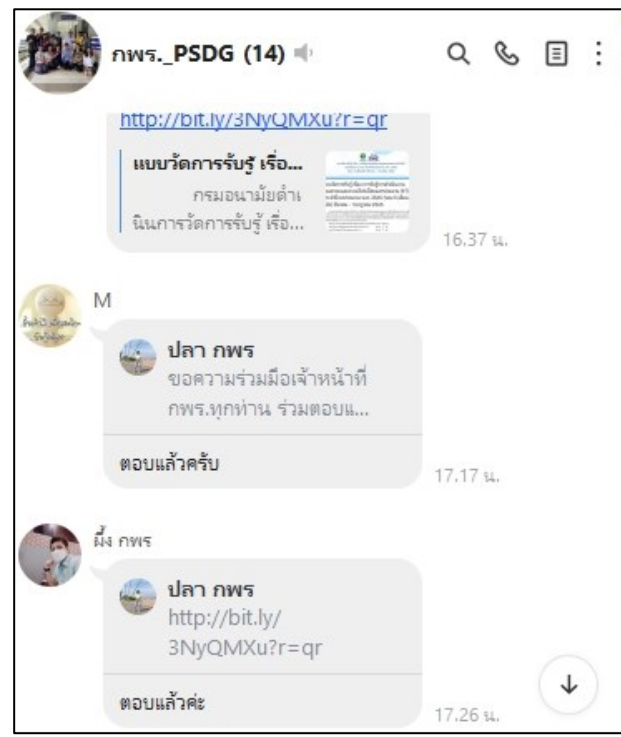 กพร._PSDG (14)
http://bit.ly/3NyQMXu?r=qr
แบบวัดการรับรู้ เรื่อ...
กรมอนามัยดำเ
นินการวัดการรับรู้ เรื่อ...
16.37 น.
M
ปลา กพร
ขอความร่วมมือเจ้าหน้าที่
กพร.ทุกท่าน ร่วมตอบแ...
ตอบแล้วครับ
17.17 น.
ผึ้ง กพร
ปลา กพร
http://bit.ly/
3NyQMXu?r=qr
ตอบแล้วค่ะ
17.26 น.